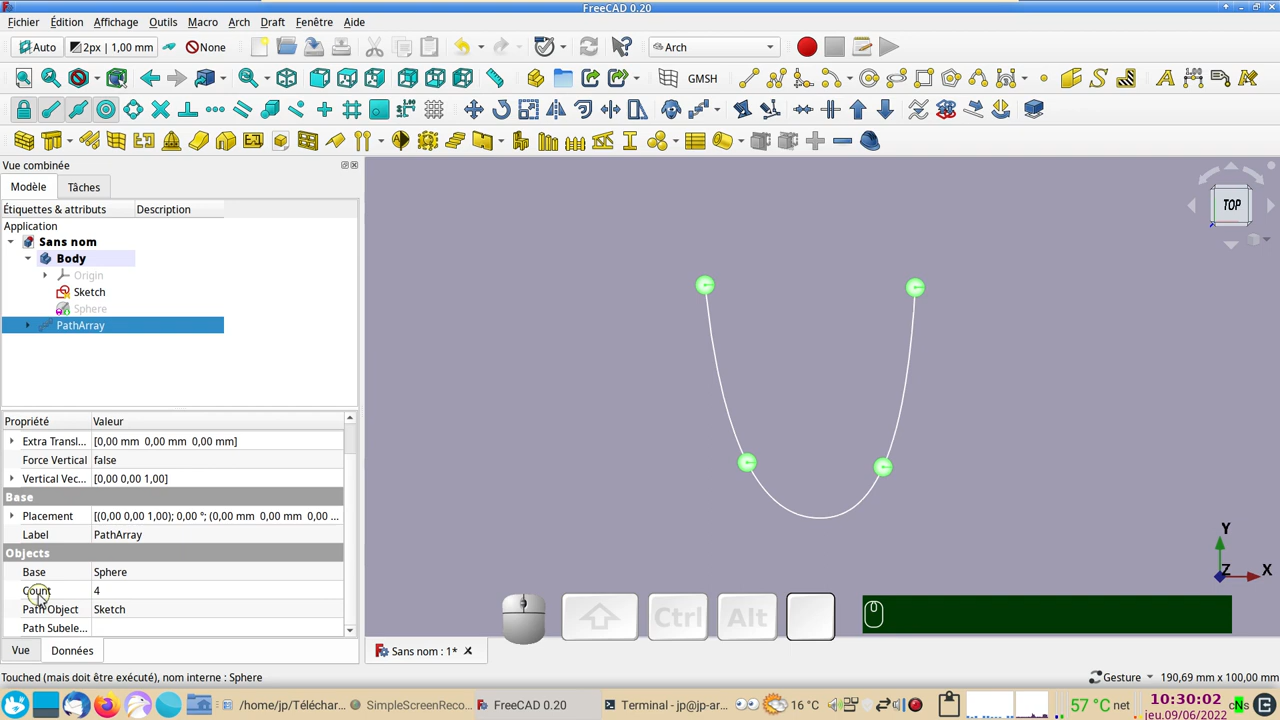 FreeCAD 0.20
Fichier Édition Affichage Outils Macro Arch Draft Fenêtre Aide
Auto 2px | 1,00 mm None Arch
GMSH
Vue combinée
Modèle Tâches
Étiquettes & attributs Description
Application
Sans nom
Body
Origin
Sketch
Sphere
PathArray
TOP
Propriété Valeur
Extra Transl... [0,00 mm 0,00 mm 0,00 mm]
Force Vertical false
Vertical Vec... [0,00 0,00 1,00]
Base
Placement [(0,00 0,00 1,00); 0,00 °; (0,00 mm 0,00 mm 0,00 ...
Label PathArray
Objects
Base Sphere
Count 4
Path Object Sketch
Path Subele...
Y
Z X
Ctrl Alt
Vue Données
Sans nom : 1*
Touched (mais doit être exécuté), nom interne : Sphere
Gesture 190,69 mm x 100,00 mm
/home/jp/Téléchar... SimpleScreenReco... FreeCAD 0.20 Terminal - jp@jp-ar... 16 °C 57 °C net 10:30:02
jeu.09/06/2022
cNs